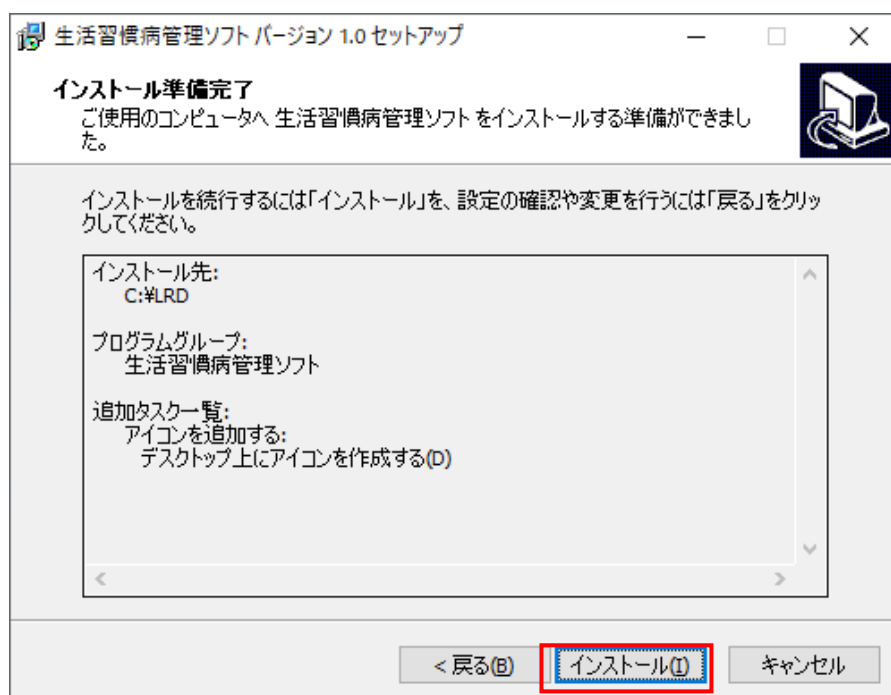 生活習慣病管理ソフト バージョン 1.0 セットアップ
インストール準備完了
ご使用のコンピュータへ 生活習慣病管理ソフト をインストールする準備ができまし
た。
インストールを続行するには「インストール」を、設定の確認や変更を行うには「戻る」をクリッ
クしてください。
インストール先:
C:¥LRD
プログラムグループ:
生活習慣病管理ソフト
追加タスク一覧:
アイコンを追加する:
デスクトップ上にアイコンを作成する(D)
< 戻る(B)
インストール(I)
キャンセル